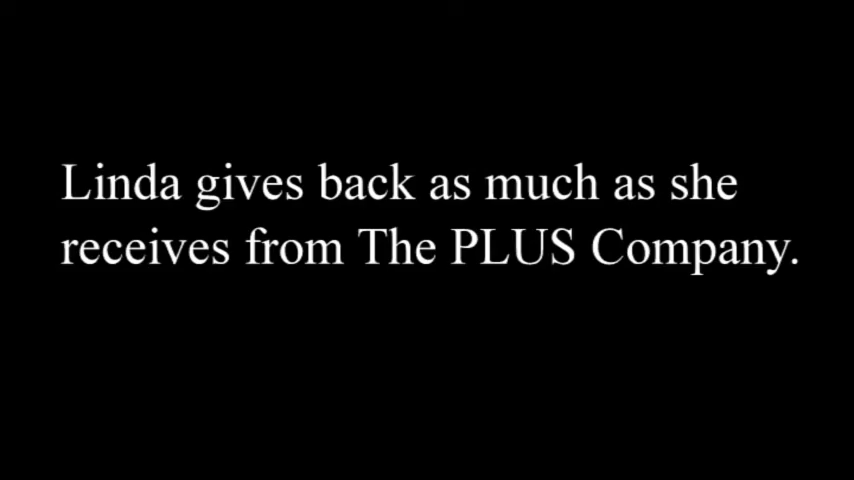 Linda gives back as much as she
receives from The PLUS Company.